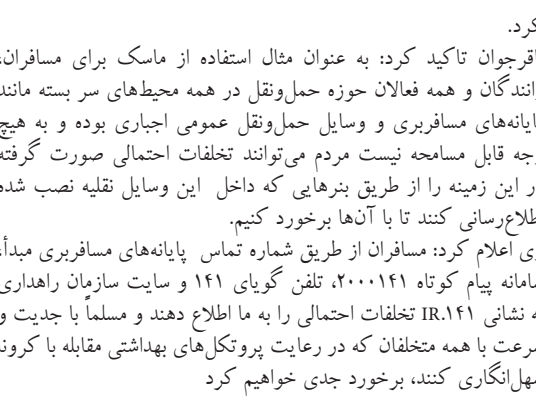 کرد.
باقرجوان تاکید کرد: به عنوان مثال استفاده از ماسک برای مسافران،
رانندگان و همه فعالان حوزه حمل‌ونقل در همه محیط‌های سر بسته مانند
پایانه‌های مسافربری و وسایل حمل‌ونقل عمومی اجباری بوده و به هیچ
وجه قابل مسامحه نیست مردم می‌توانند تخلفات احتمالی صورت گرفته
در این زمینه را از طریق بنرهایی که داخل این وسایل نقلیه نصب شده
اطلاع‌رسانی کنند تا با آن‌ها برخورد کنیم.
وی اعلام کرد: مسافران از طریق شماره تماس پایانه‌های مسافربری مبدأ،
سامانه پیام کوتاه ۲۰۰۰۱۴۱، تلفن گویای ۱۴۱ و سایت سازمان راهداری
به نشانی IR.۱۴۱ تخلفات احتمالی را به ما اطلاع دهند و مسلماً با جدیت و
سرعت با همه متخلفان که در رعایت پروتکل‌های بهداشتی مقابله با کرونا
سهل‌انگاری کنند، برخورد جدی خواهیم کرد